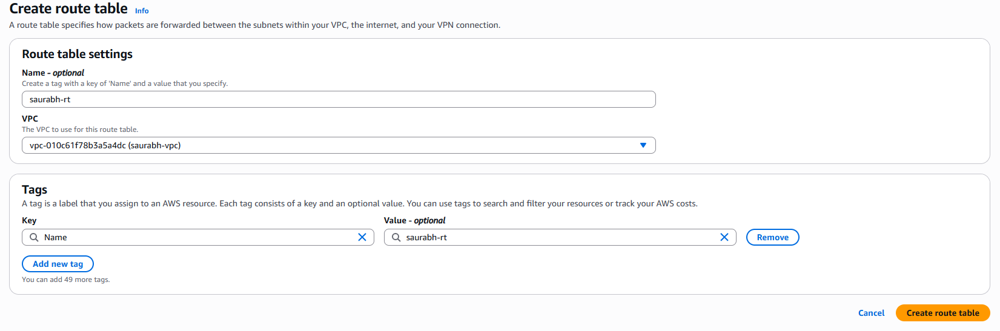 Create route table Info
A route table specifies how packets are forwarded between the subnets within your VPC, the internet, and your VPN connection.
Route table settings
Name - optional
Create a tag with a key of 'Name' and a value that you specify.
saurabh-rt
VPC
The VPC to use for this route table.
vpc-010c61f78b3a5a4dc (saurabh-vpc)
Tags
A tag is a label that you assign to an AWS resource. Each tag consists of a key and an optional value. You can use tags to search and filter your resources or track your AWS costs.
Key Value - optional
Name saurabh-rt Remove
Add new tag
You can add 49 more tags.
Cancel Create route table